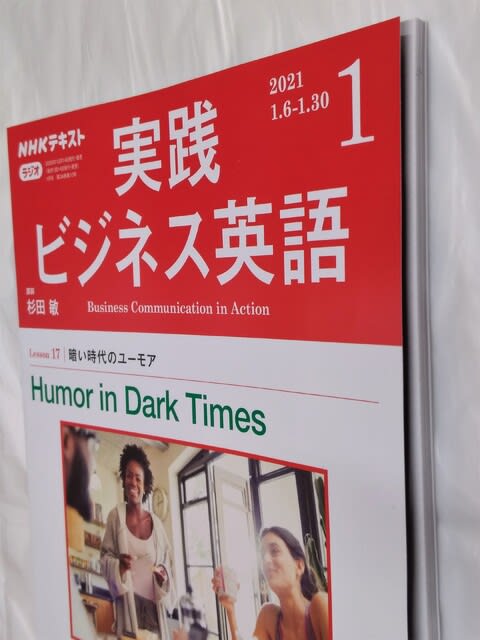 NHKテキスト
ラジオ
実践
ビジネス英語
2021
1.6-1.30
1
講師
杉田 敏
Business Communication in Action
Lesson 17 | 暗い時代のユーモア
Humor in Dark Times